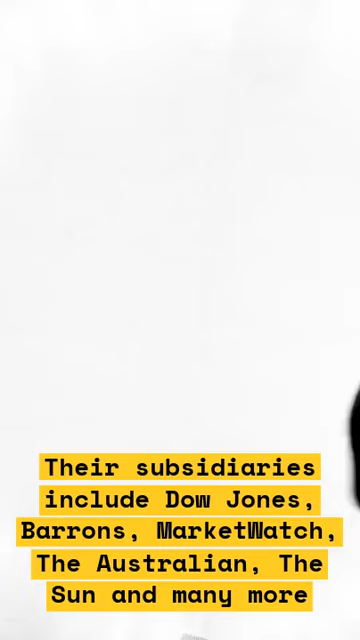 Their subsidiaries
include Dow Jones,
Barrons, MarketWatch,
The Australian, The
Sun and many more